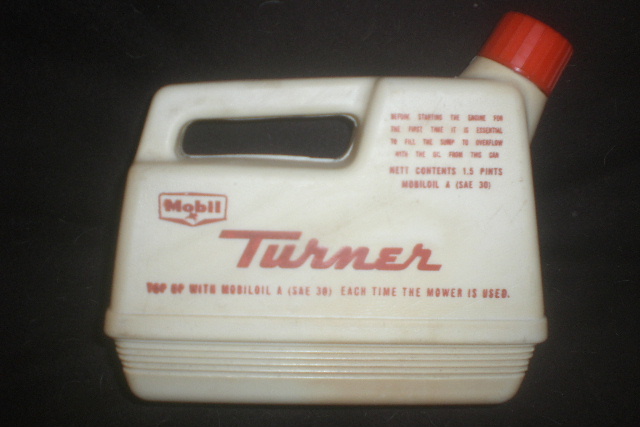 BEFORE STARTING THE ENGINE FOR
THE FIRST TIME IT IS ESSENTIAL
TO FILL THE SUMP TO OVERFLOW
WITH THE OIL FROM THIS CAN
NETT CONTENTS 1.5 PINTS
MOBILOIL A (SAE 30)
Mobil
Turner
TOP UP WITH MOBILOIL A (SAE 30) EACH TIME THE MOWER IS USED.